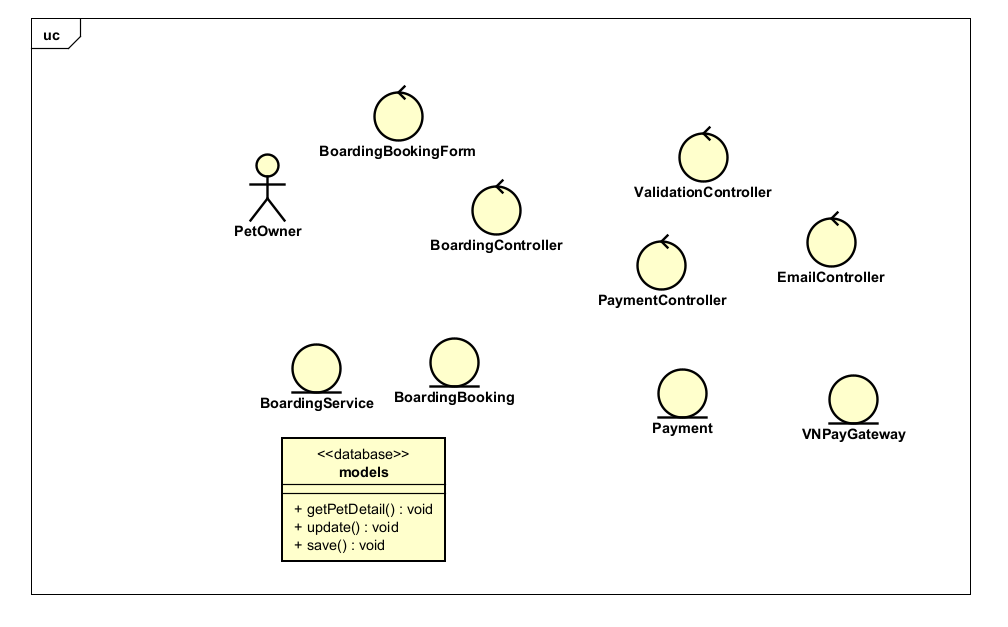 uc
BoardingBookingForm
ValidationController
PetOwner
BoardingController
EmailController
PaymentController
BoardingService
BoardingBooking
Payment
VNPayGateway
<<database>>
models
+ getPetDetail() : void
+ update() : void
+ save() : void